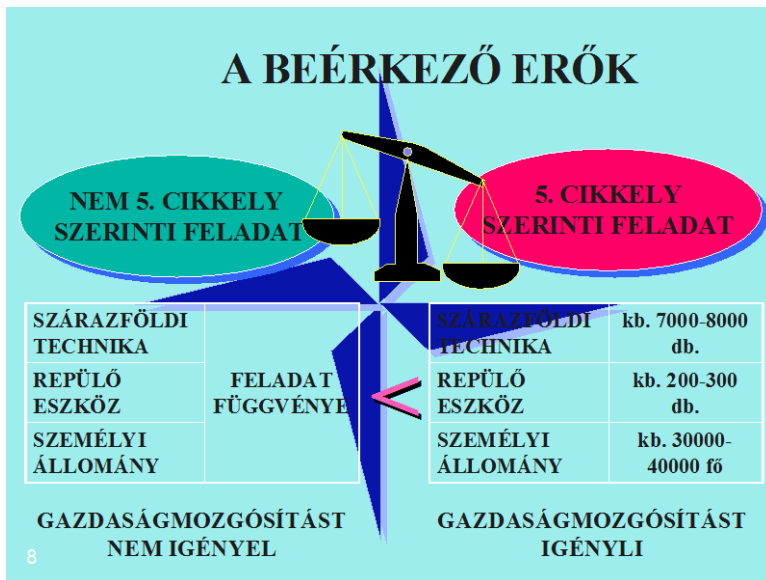 A BEÉRKEZŐ ERŐK
NEM 5. CIKKELY
SZERINTI FELADAT
5. CIKKELY
SZERINTI FELADAT
SZÁRAZFÖLDI
TECHNIKA
REPÜLŐ
ESZKÖZ
SZEMÉLYI
ÁLLOMÁNY
FELADAT
FÜGGVÉNYE
<
SZÁRAZFÖLDI
TECHNIKA
kb. 7000-8000
db.
REPÜLŐ
ESZKÖZ
kb. 200-300
db.
SZEMÉLYI
ÁLLOMÁNY
kb. 30000-
40000 fő
GAZDASÁGMOZGÓSÍTÁST
NEM IGÉNYEL
GAZDASÁGMOZGÓSÍTÁST
IGÉNYLI
8